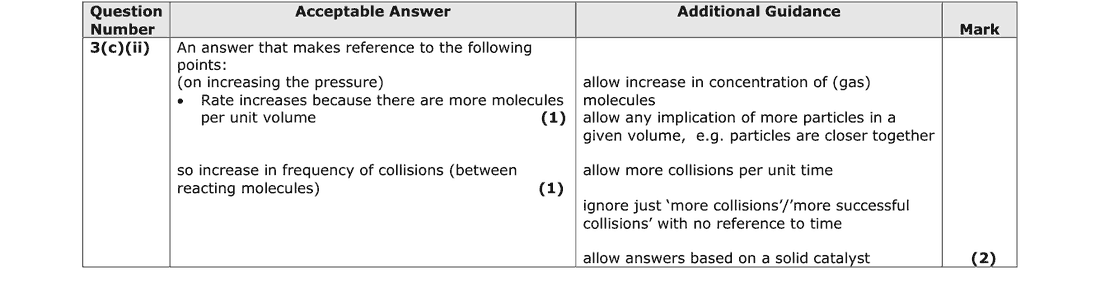 Question Number
Acceptable Answer
Additional Guidance
Mark
3(c)(ii)
An answer that makes reference to the following
points:
(on increasing the pressure)
• Rate increases because there are more molecules
per unit volume (1)
so increase in frequency of collisions (between
reacting molecules) (1)
allow increase in concentration of (gas)
molecules
allow any implication of more particles in a
given volume, e.g. particles are closer together
allow more collisions per unit time
ignore just ‘more collisions’/’more successful
collisions’ with no reference to time
allow answers based on a solid catalyst
(2)